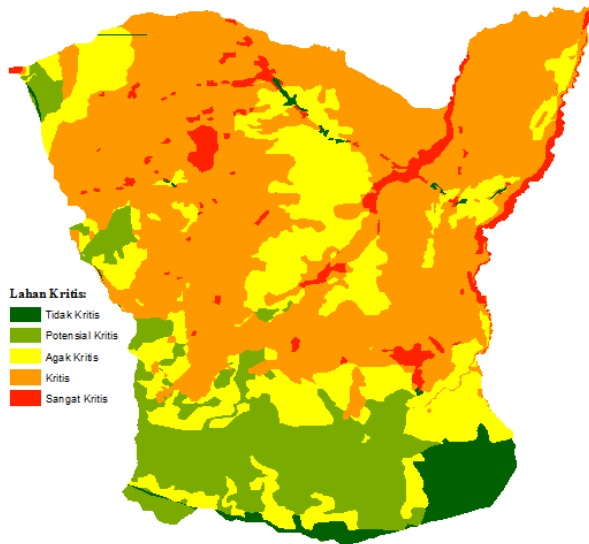 Lahan Kritis:
Tidak Kritis
Potensial Kritis
Agak Kritis
Kritis
Sangat Kritis